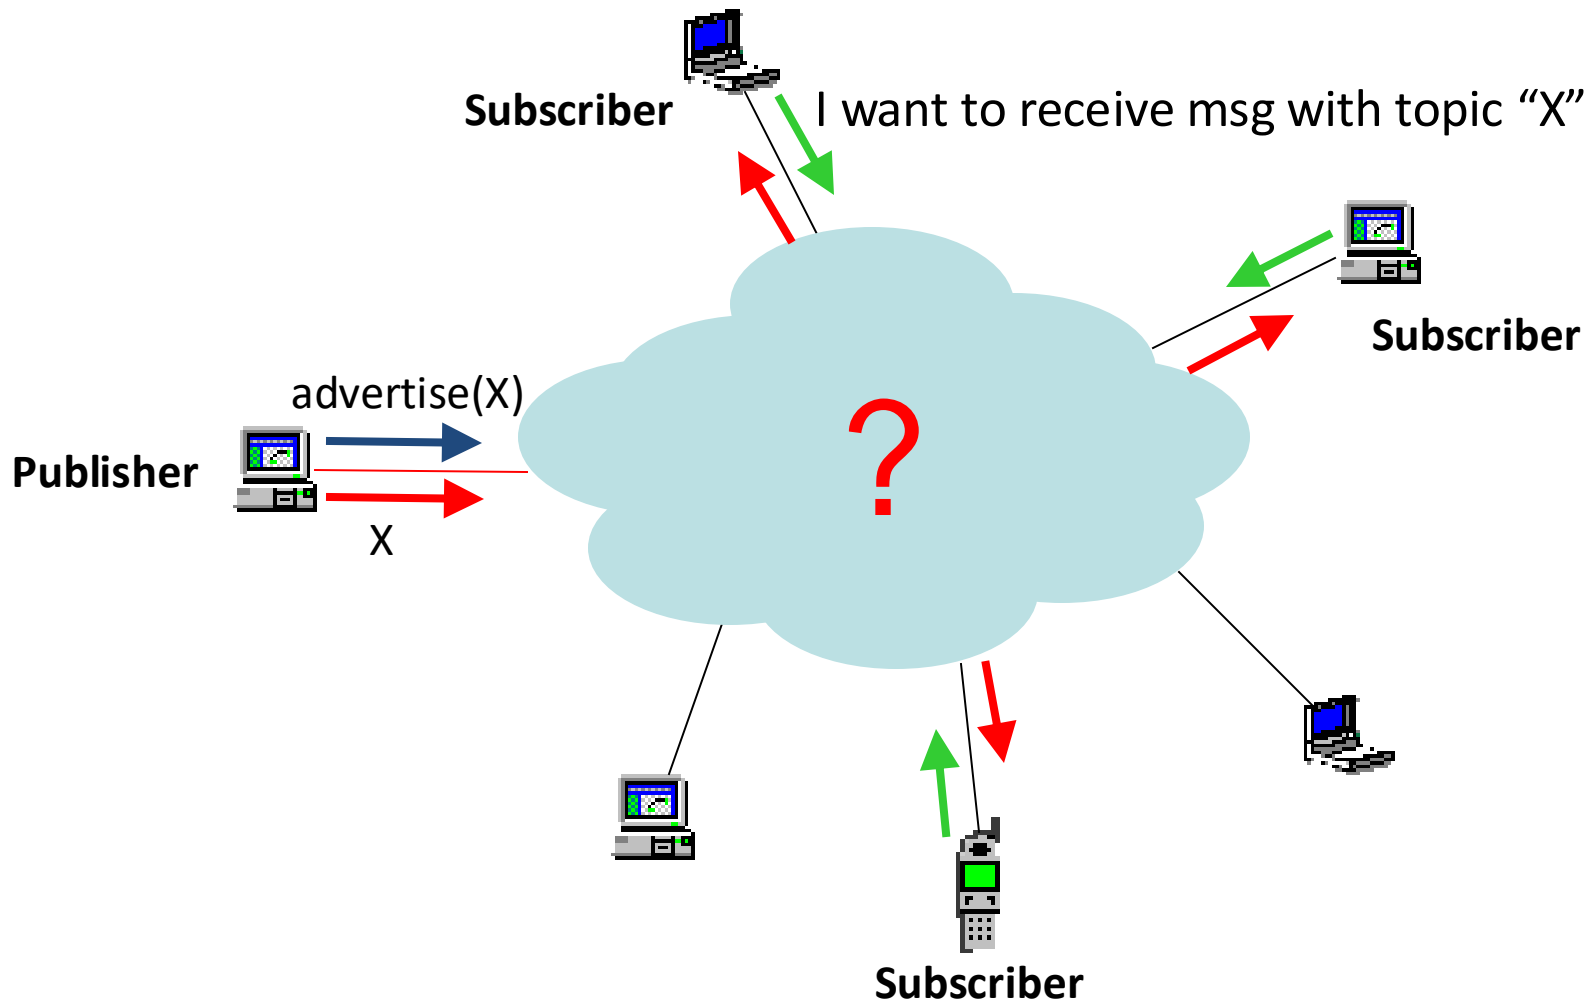 Subscriber
I want to receive msg with topic “X”
Subscriber
advertise(X)
?
Publisher
X
Subscriber